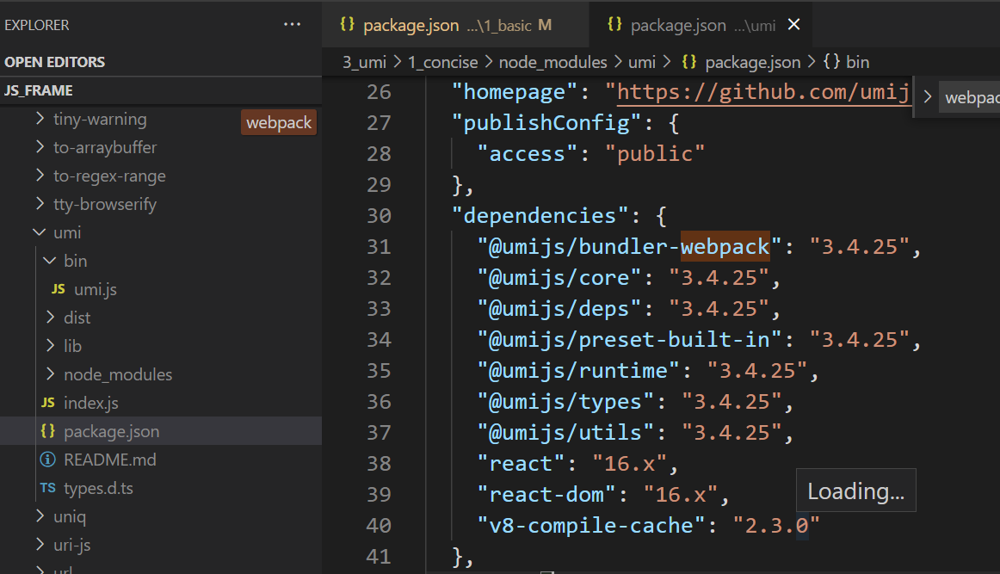 EXPLORER
···
OPEN EDITORS
JS_FRAME
tiny-warning
webpack
to-arraybuffer
to-regex-range
tty-browserify
umi
bin
JS umi.js
dist
lib
node_modules
JS index.js
{} package.json
README.md
TS types.d.ts
uniq
uri-js
url
{} package.json ...\1_basic M
{} package.json ...\umi ×
3_umi > 1_concise > node_modules > umi > {} package.json > {} bin
> webpac
26 "homepage": "https://github.com/umij
27 "publishConfig": {
28 "access": "public"
29 },
30 "dependencies": {
31 "@umijs/bundler-webpack": "3.4.25",
32 "@umijs/core": "3.4.25",
33 "@umijs/deps": "3.4.25",
34 "@umijs/preset-built-in": "3.4.25",
35 "@umijs/runtime": "3.4.25",
36 "@umijs/types": "3.4.25",
37 "@umijs/utils": "3.4.25",
38 "react": "16.x",
39 "react-dom": "16.x",
Loading...
40 "v8-compile-cache": "2.3.0"
41 },